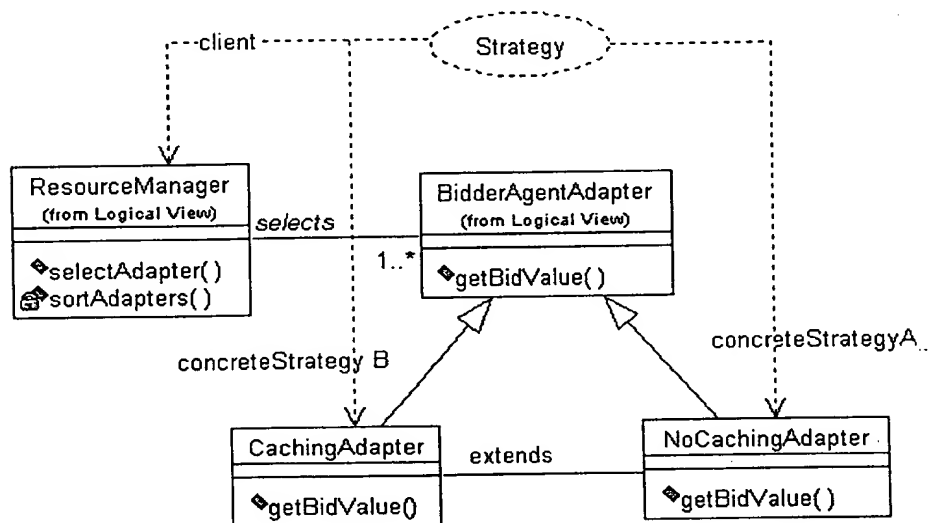 client
Strategy
ResourceManager
(from Logical View)
selectAdapter()
sortAdapters()
selects
1..*
BidderAgentAdapter
(from Logical View)
getBidValue()
concreteStrategy B
concreteStrategyA..
CachingAdapter
getBidValue()
extends
NoCachingAdapter
getBidValue()